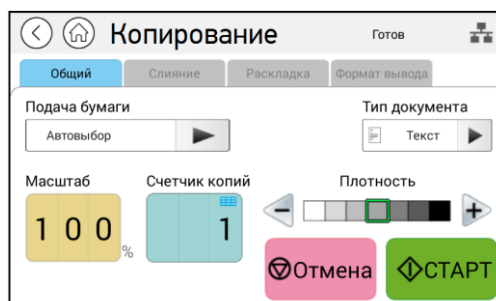 Копирование
Готов
Общий
Слияние
Раскладка
Формат вывода
Подача бумаги
Тип документа
Автовыбор
Текст
Масштаб
Счетчик копий
Плотность
100 %
1
Отмена
СТАРТ